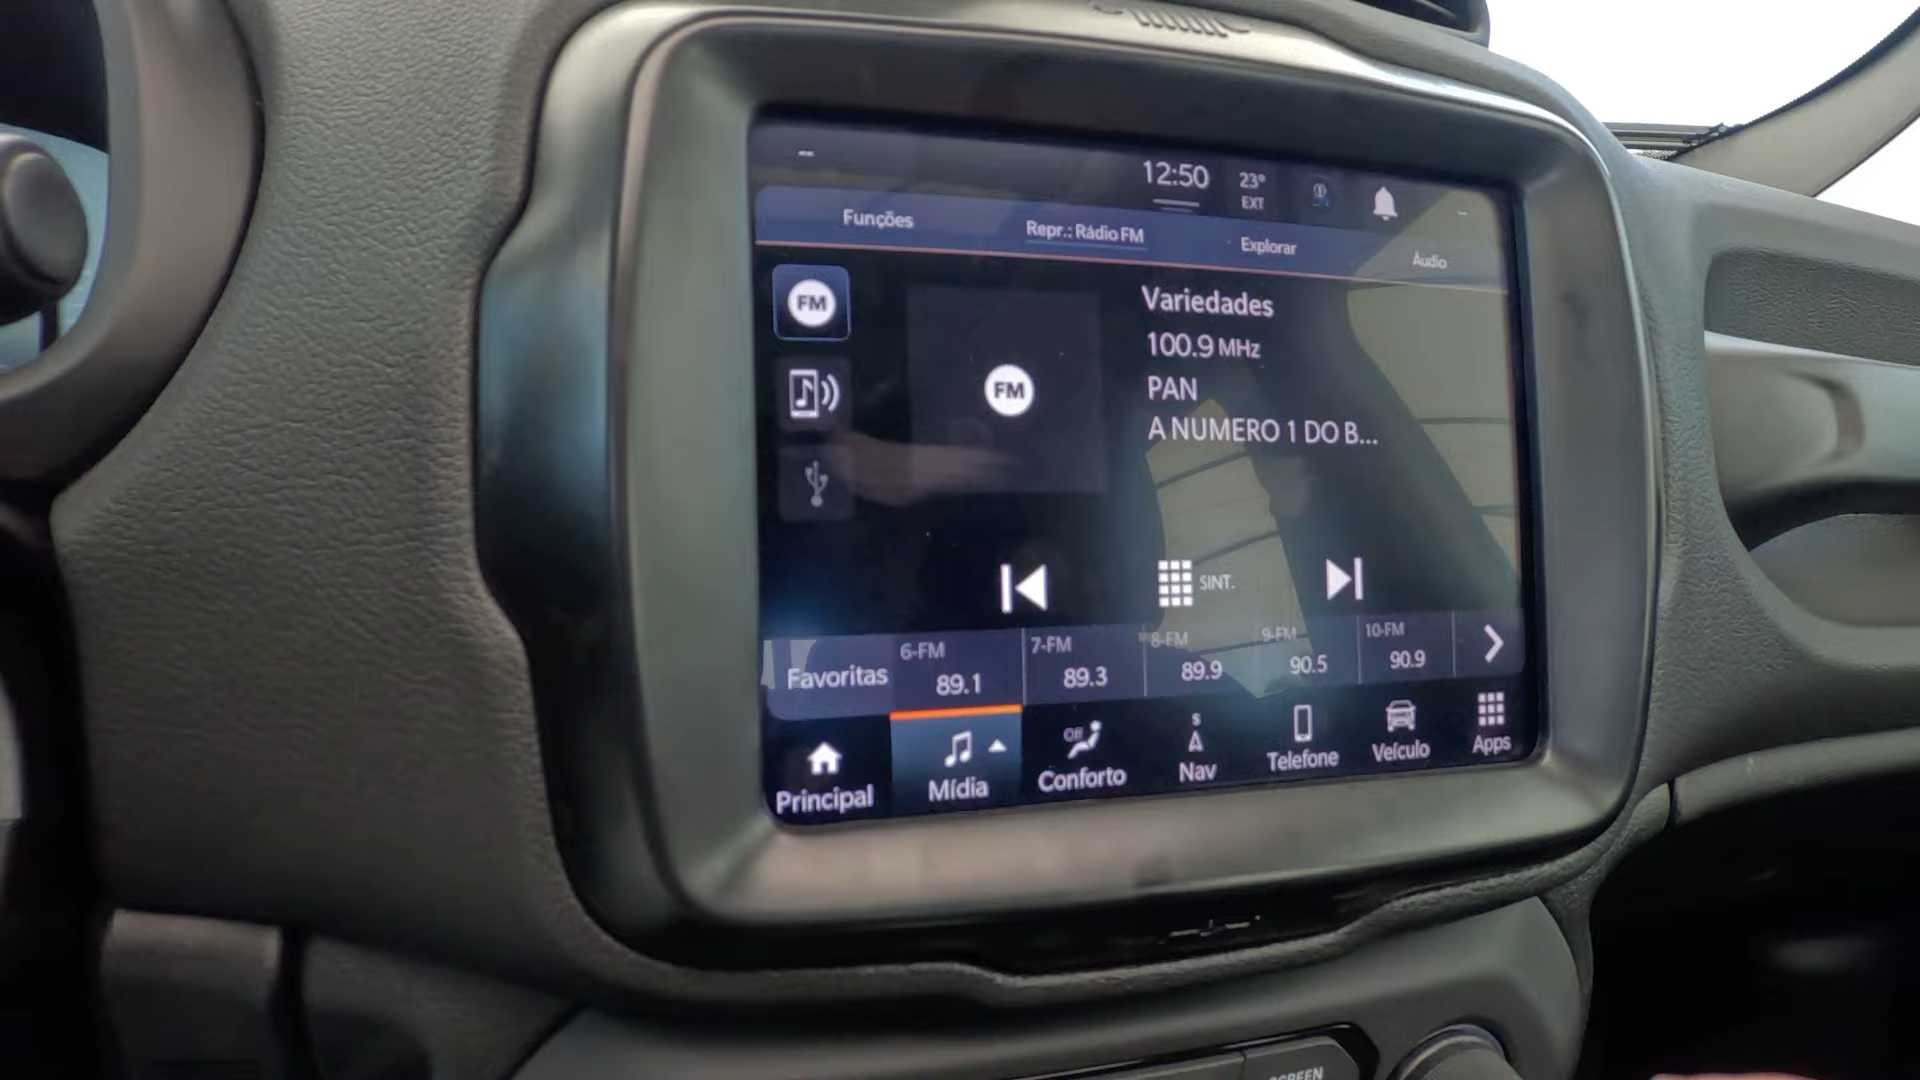 12:50
23°
EXT
Funções
Repr.: Rádio FM
Explorar
Áudio
FM
FM
Variedades
100.9 MHz
PAN
A NUMERO 1 DO B...
SINT.
Favoritas
6-FM
89.1
7-FM
89.3
8-FM
89.9
9-FM
90.5
10-FM
90.9
Principal
Mídia
Off
Conforto
S
Nav
Telefone
Veículo
Apps
SCREEN